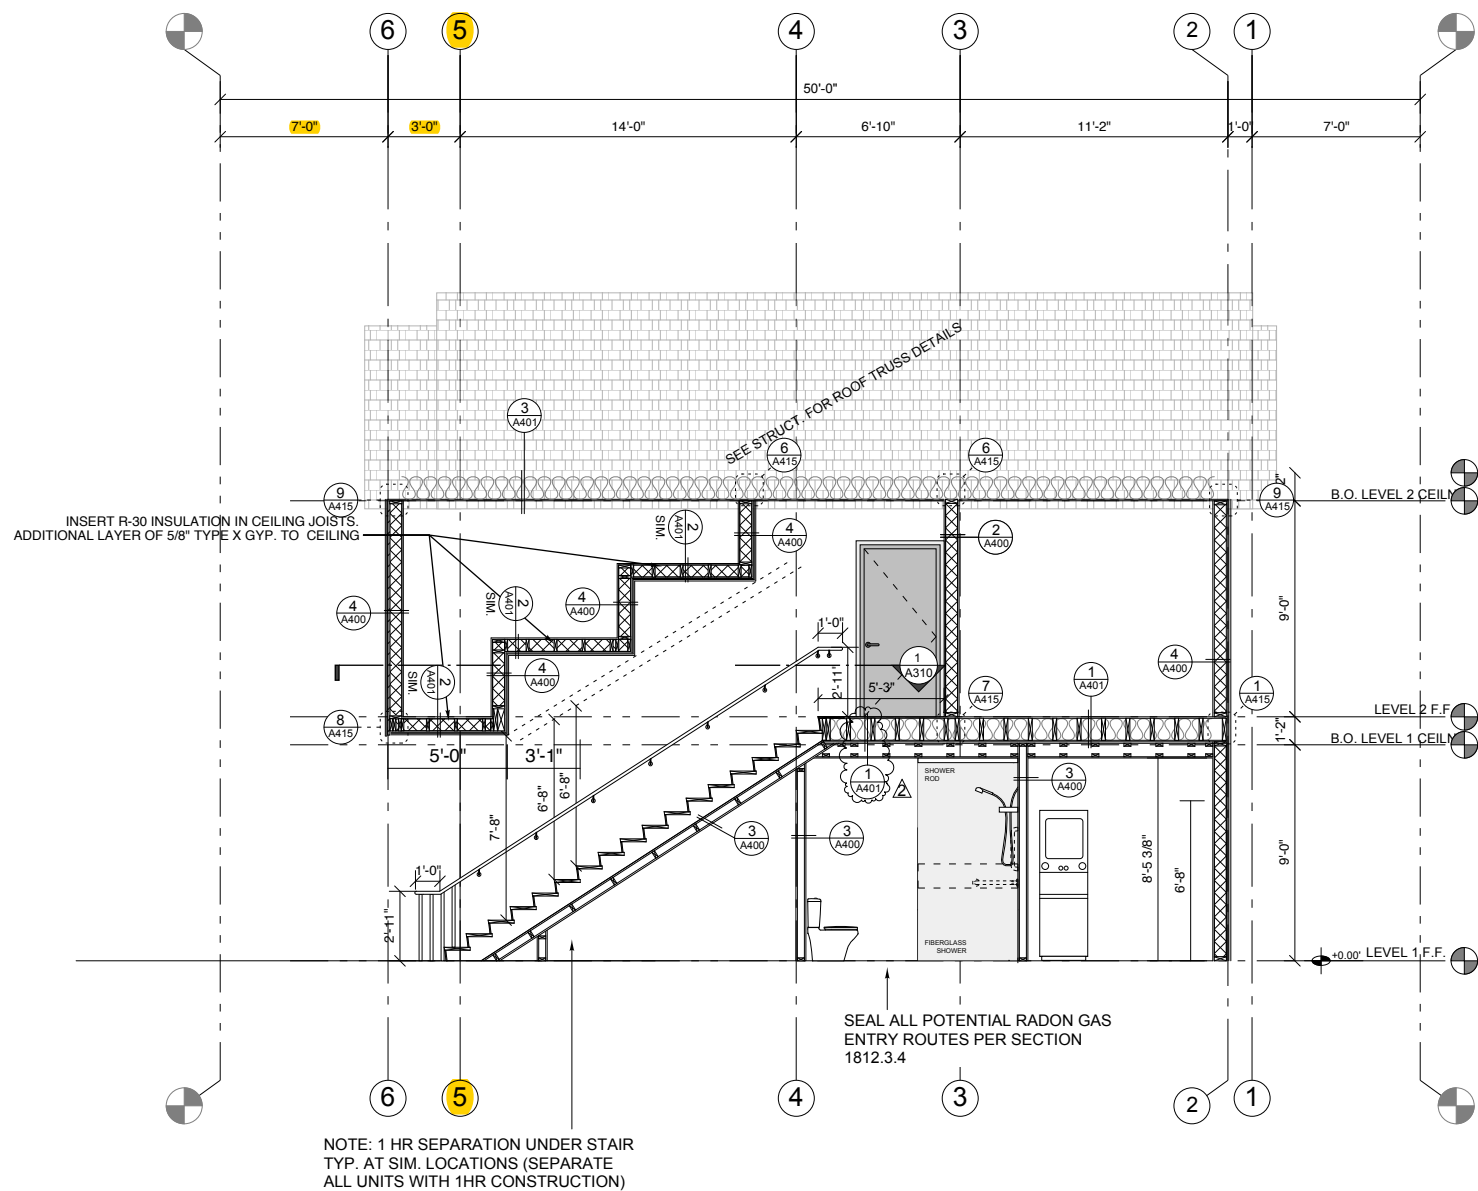 6
5
4
3
2
1
50'-0"
7'-0"
3'-0"
14'-0"
6'-10"
11'-2"
1'-0"
7'-0"
SEE STRUCT. FOR ROOF TRUSS DETAILS
3
A401
6
A415
6
A415
9
A415
9
A415
B.O. LEVEL 2 CEILN
INSERT R-30 INSULATION IN CEILING JOISTS.
ADDITIONAL LAYER OF 5/8" TYPE X GYP. TO CEILING
2
A401
SIM.
4
A400
2
A400
2
A401
SIM.
4
A400
4
A400
9'-0"
1'-0"
4
A400
2
A401
SIM.
4
A400
2'-11"
1
A310
5'-3"
7
A415
1
A401
1
A415
8
A415
LEVEL 2 F.F.
1'-2"
B.O. LEVEL 1 CEILN
5'-0"
3'-1"
6'-8"
6'-8"
7'-8"
1
A401
2
SHOWER
ROD
3
A400
3
A400
3
A400
8'-5 3/8"
6'-8"
9'-0"
1'-0"
2'-11"
FIBERGLASS
SHOWER
+0.00'
LEVEL 1 F.F.
SEAL ALL POTENTIAL RADON GAS
ENTRY ROUTES PER SECTION
1812.3.4
6
5
4
3
2
1
NOTE: 1 HR SEPARATION UNDER STAIR
TYP. AT SIM. LOCATIONS (SEPARATE
ALL UNITS WITH 1HR CONSTRUCTION)